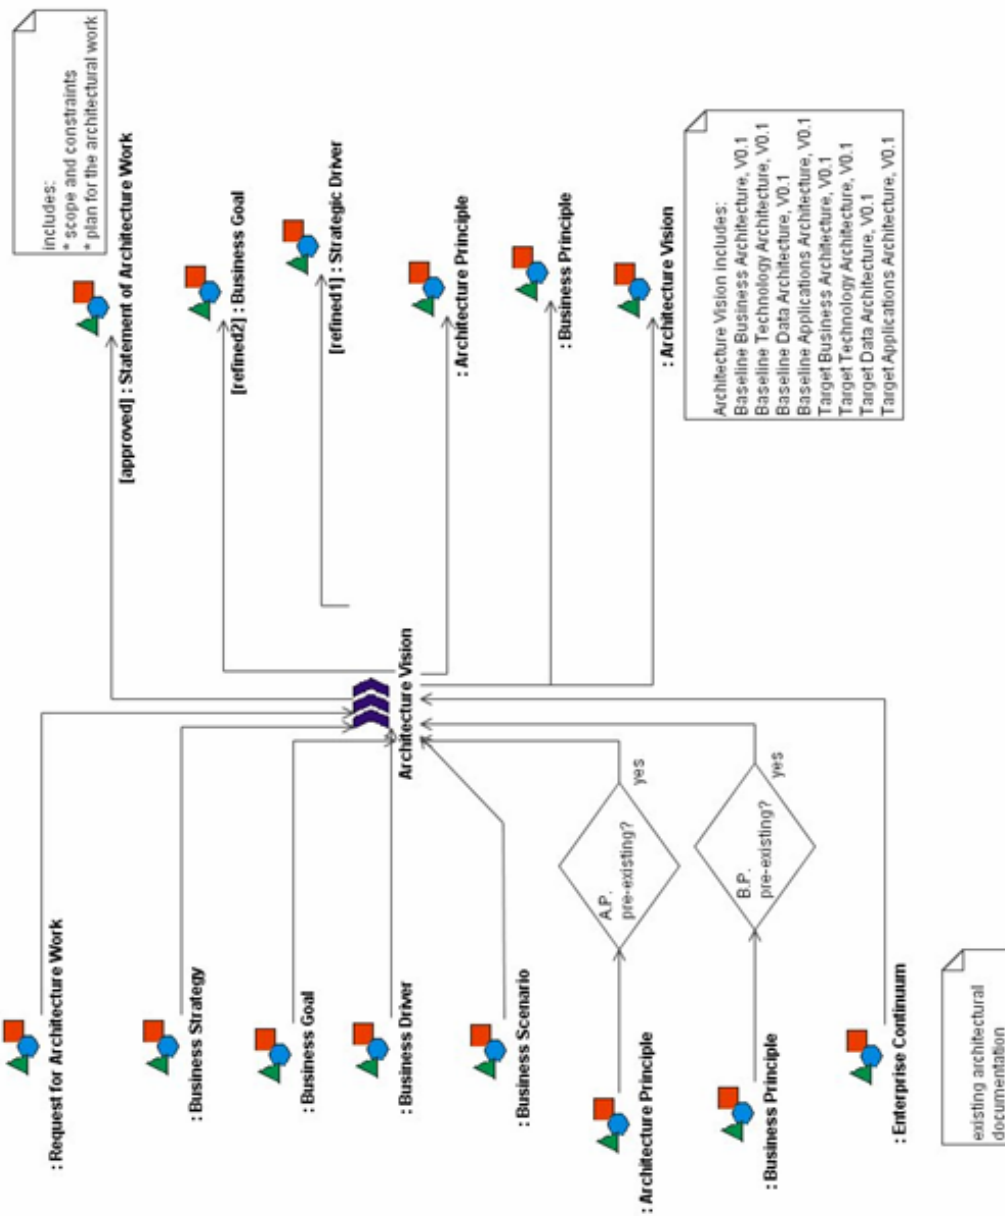 : Request for Architecture Work
: Business Strategy
: Business Goal
: Business Driver
: Business Scenario
: Architecture Principle
A.P.
pre-existing?
yes
: Business Principle
B.P.
pre-existing?
yes
: Enterprise Continuum
existing architectural
documentation
Architecture Vision
includes:
* scope and constraints
* plan for the architectural work
[approved] : Statement of Architecture Work
[refined2] : Business Goal
[refined1] : Strategic Driver
: Architecture Principle
: Business Principle
: Architecture Vision
Architecture Vision includes:
Baseline Business Architecture, V0.1
Baseline Technology Architecture, V0.1
Baseline Data Architecture, V0.1
Baseline Applications Architecture, V0.1
Target Business Architecture, V0.1
Target Technology Architecture, V0.1
Target Data Architecture, V0.1
Target Applications Architecture, V0.1